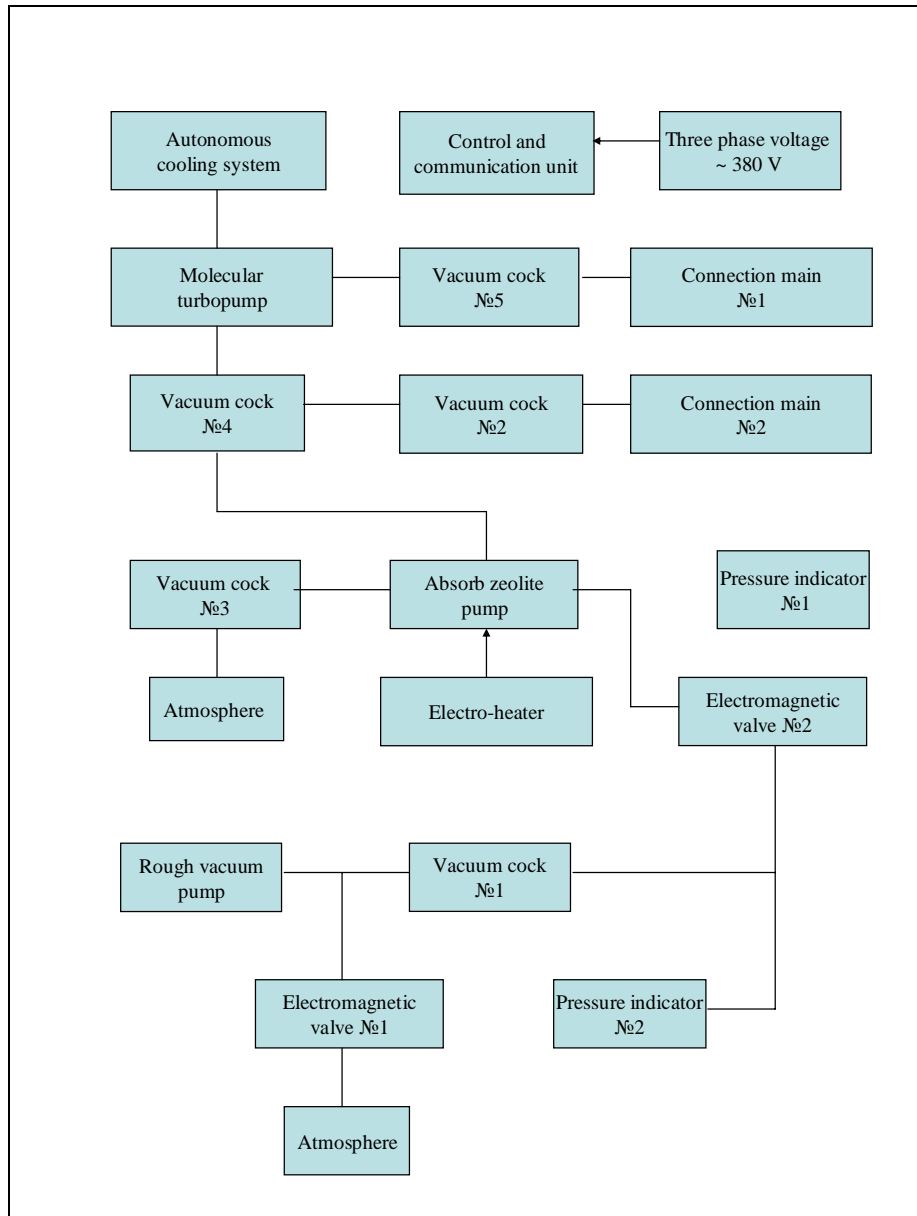 Autonomous
cooling system
Control and
communication unit
Three phase voltage
~ 380 V
Molecular
turbopump
Vacuum cock
№5
Connection main
№1
Vacuum cock
№4
Vacuum cock
№2
Connection main
№2
Vacuum cock
№3
Absorb zeolite
pump
Pressure indicator
№1
Atmosphere
Electro-heater
Electromagnetic
valve №2
Rough vacuum
pump
Vacuum cock
№1
Electromagnetic
valve №1
Pressure indicator
№2
Atmosphere